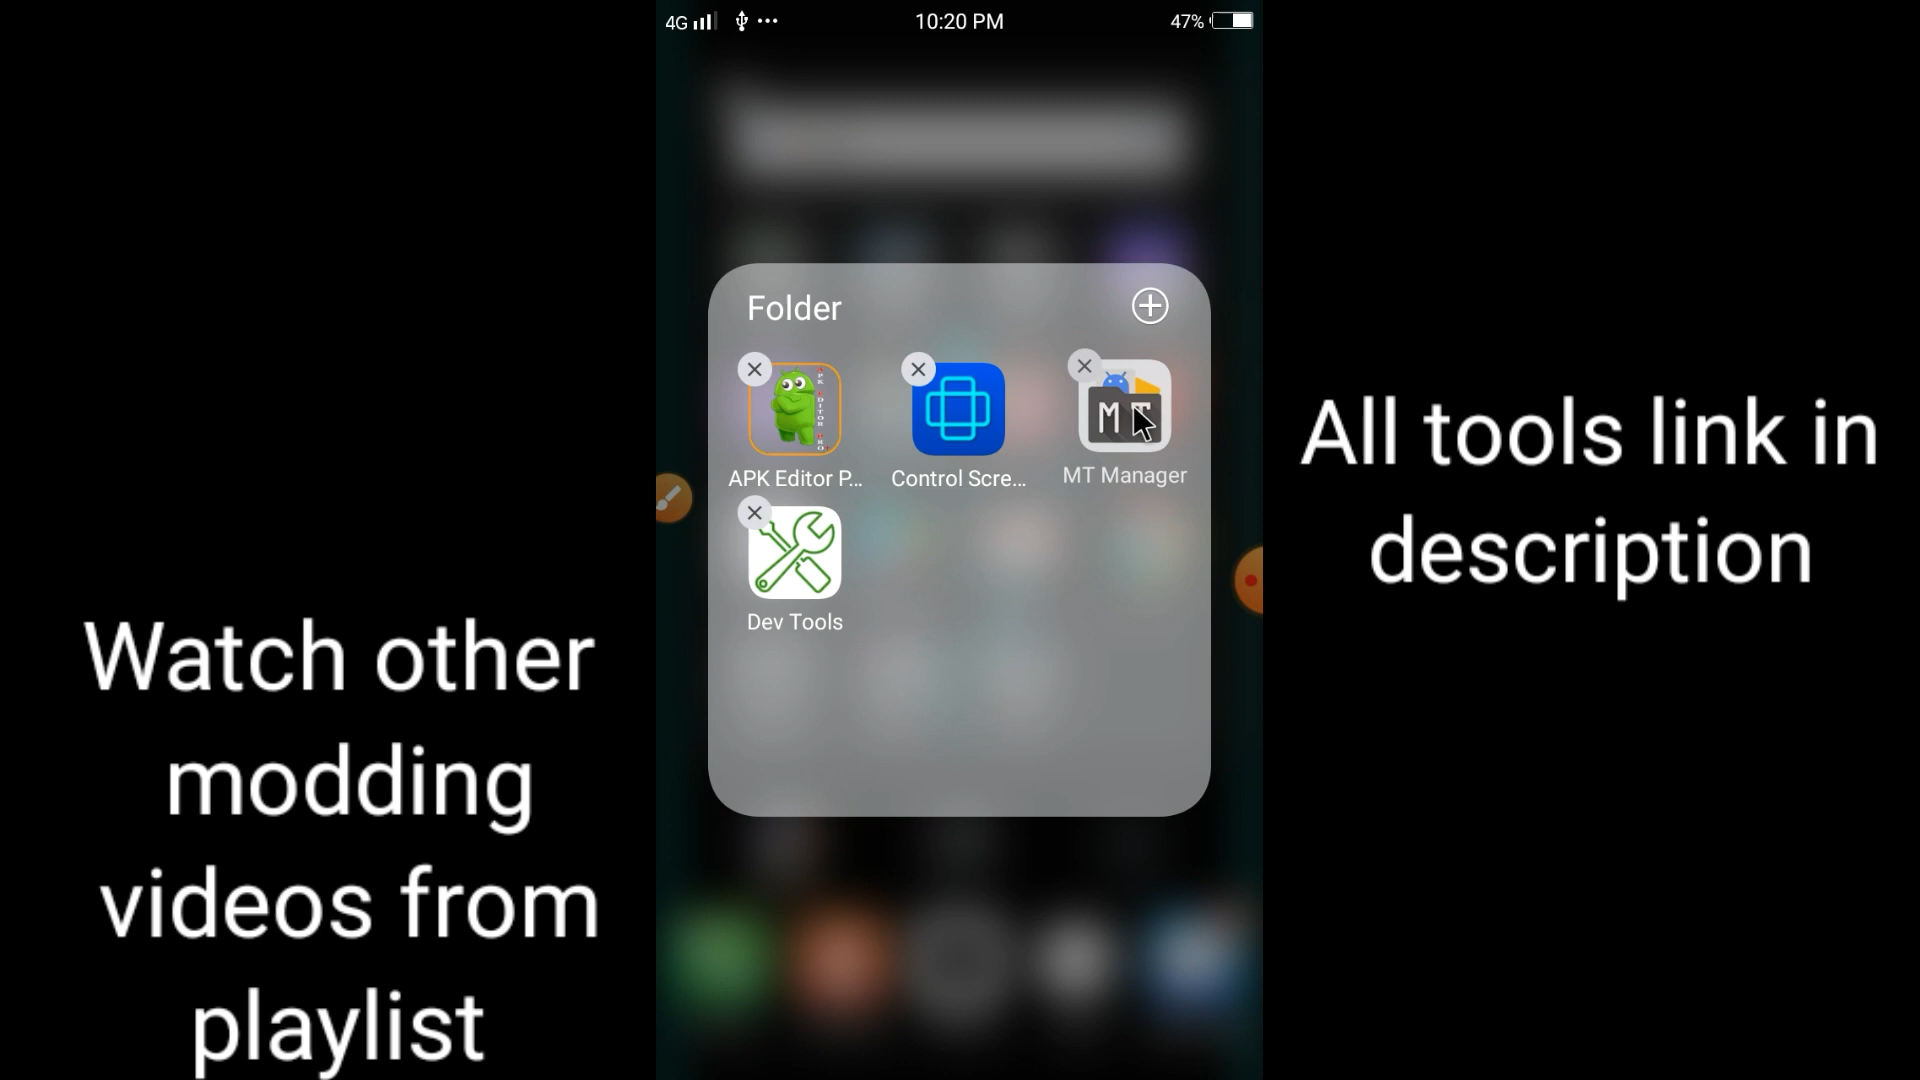 4G 10:20 PM 47%
Folder
APK Editor P... Control Scre... MT Manager
Dev Tools
Watch other
modding
videos from
playlist
All tools link in
description